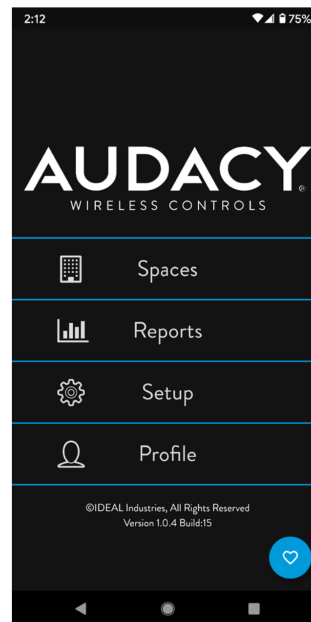 2:12 75%
AUDACY®
WIRELESS CONTROLS
Spaces
Reports
Setup
Profile
©IDEAL Industries, All Rights Reserved
Version 1.0.4 Build:15